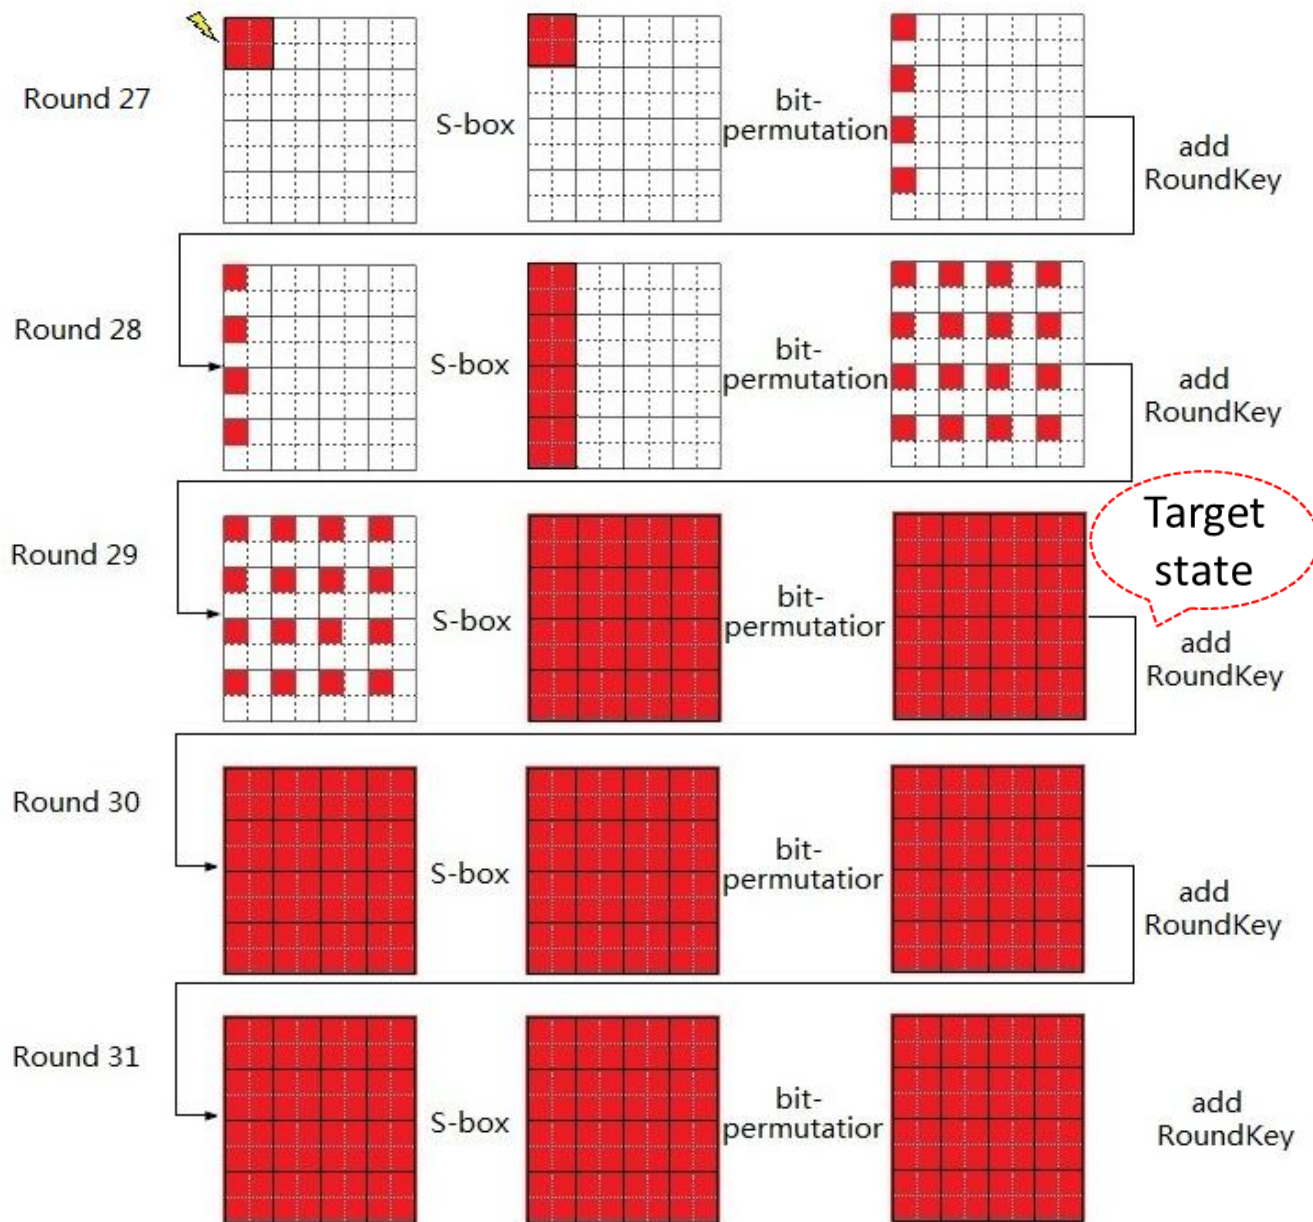 Round 27
S-box
bit-
permutation
add
RoundKey
Round 28
S-box
bit-
permutation
add
RoundKey
Target
state
Round 29
S-box
bit-
permutatior
add
RoundKey
Round 30
S-box
bit-
permutatior
add
RoundKey
Round 31
S-box
bit-
permutatior
add
RoundKey